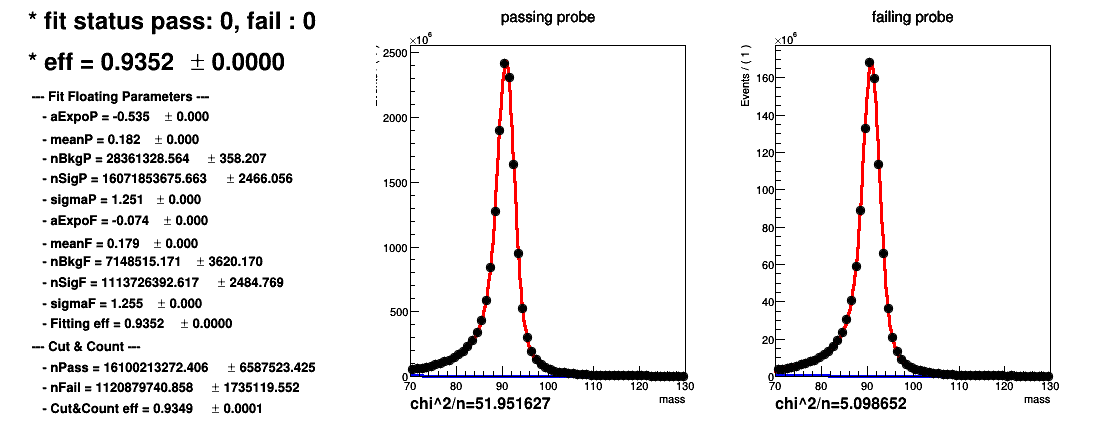 * fit status pass: 0, fail : 0
* eff = 0.9352 ± 0.0000
--- Fit Floating Parameters ---
- aExpoP = -0.535 ± 0.000
- meanP = 0.182 ± 0.000
- nBkgP = 28361328.564 ± 358.207
- nSigP = 16071853675.663 ± 2466.056
- sigmaP = 1.251 ± 0.000
- aExpoF = -0.074 ± 0.000
- meanF = 0.179 ± 0.000
- nBkgF = 7148515.171 ± 3620.170
- nSigF = 1113726392.617 ± 2484.769
- sigmaF = 1.255 ± 0.000
- Fitting eff = 0.9352 ± 0.0000
--- Cut & Count ---
- nPass = 16100213272.406 ± 6587523.425
- nFail = 1120879740.858 ± 1735119.552
- Cut&Count eff = 0.9349 ± 0.0001
passing probe
×10⁶
2500
2000
1500
1000
500
0
70 80 90 100 110 120 130
mass
chi^2/n=51.951627
failing probe
×10⁶
Events / ( 1 )
160
140
120
100
80
60
40
20
0
70 80 90 100 110 120 130
mass
chi^2/n=5.098652